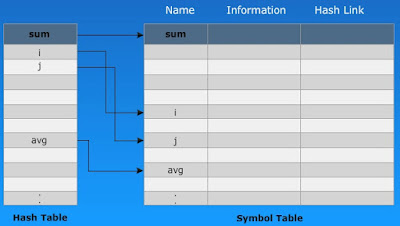 Name Information Hash Link
sum sum
i
j
i
avg j
avg
: :
Hash Table Symbol Table